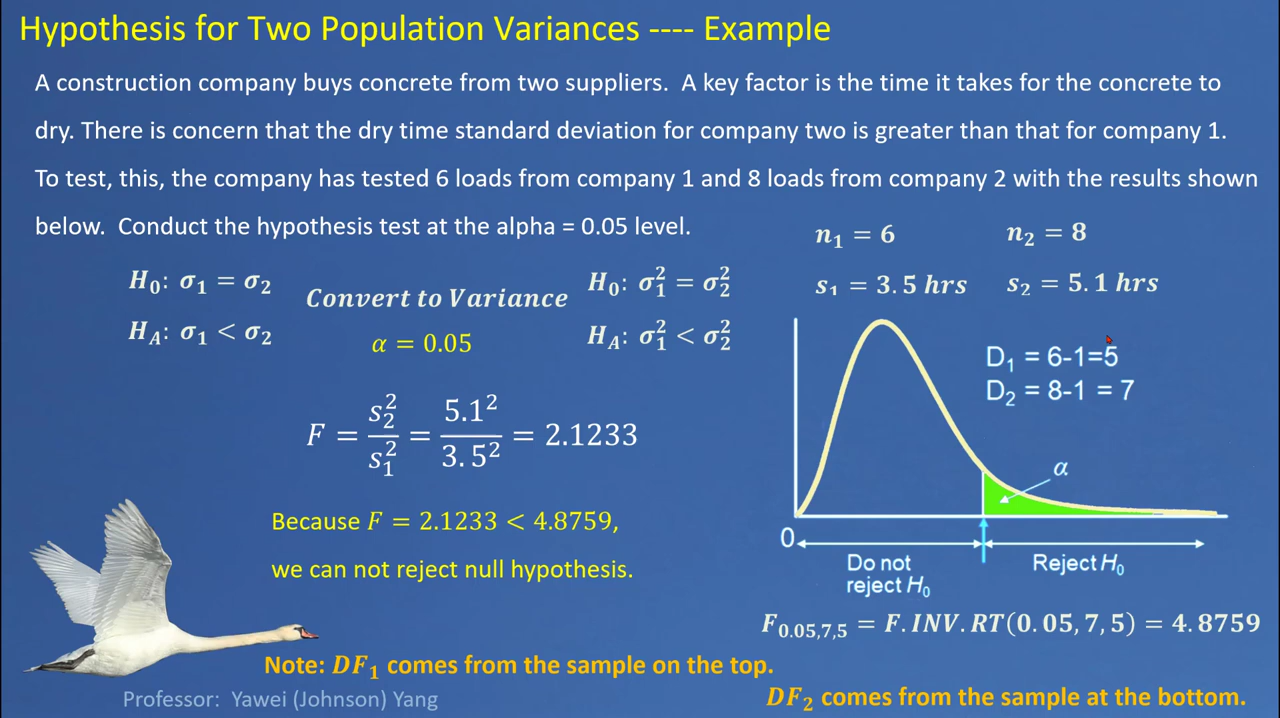 Hypothesis for Two Population Variances ---- Example
A construction company buys concrete from two suppliers.  A key factor is the time it takes for the concrete to
dry. There is concern that the dry time standard deviation for company two is greater than that for company 1.
To test, this, the company has tested 6 loads from company 1 and 8 loads from company 2 with the results shown
below.  Conduct the hypothesis test at the alpha = 0.05 level.
n₁ = 6
n₂ = 8
s₁ = 3.5 hrs
s₂ = 5.1 hrs
H₀: σ₁ = σ₂
Convert to Variance
H₀: σ₁² = σ₂²
H_A: σ₁ < σ₂
α = 0.05
H_A: σ₁² < σ₂²
D₁ = 6-1=5
D₂ = 8-1 = 7
F = s₂²/s₁² = 5.1²/3.5² = 2.1233
α
Because F = 2.1233 < 4.8759,
we can not reject null hypothesis.
0
Do not
reject H₀
Reject H₀
F₀.₀₅,₇,₅ = F.INV.RT(0.05, 7, 5) = 4.8759
Note: DF₁ comes from the sample on the top.
DF₂ comes from the sample at the bottom.
Professor:  Yawei (Johnson) Yang